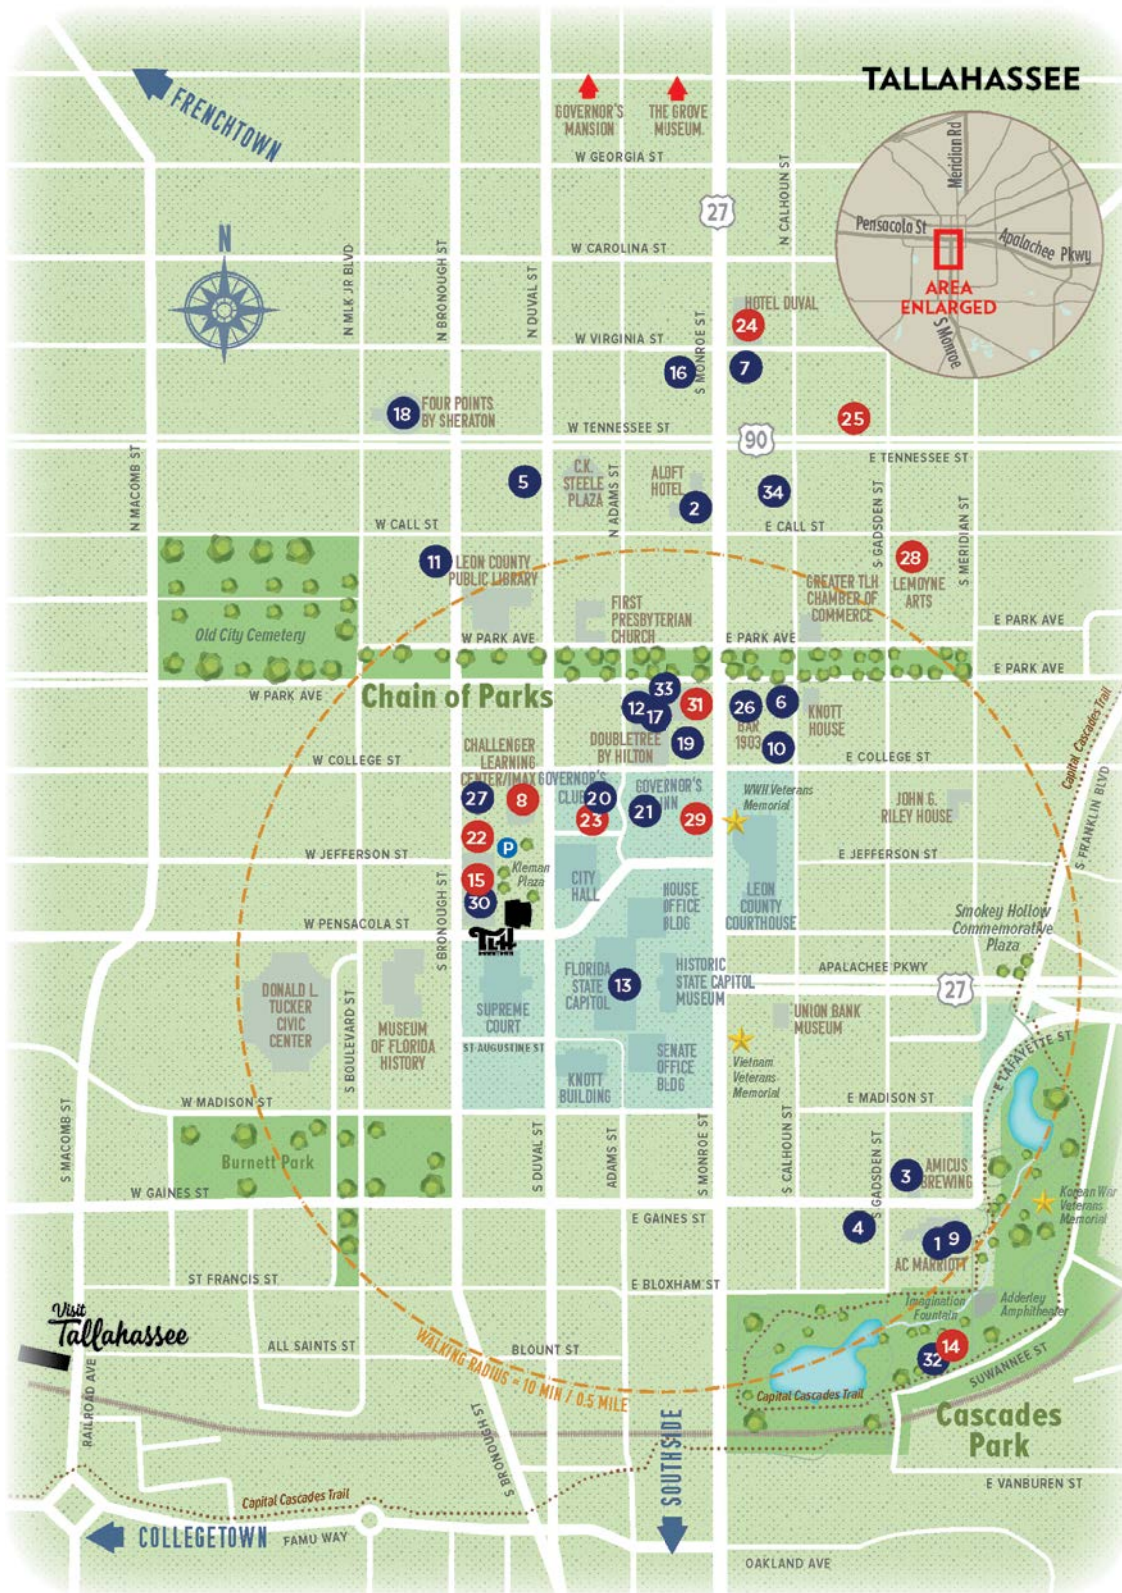 TALLAHASSEE
FRENCHTOWN
GOVERNOR'S
MANSION
THE GROVE
MUSEUM
W GEORGIA ST
N
27
N CALHOUN ST
Meridian Rd
Pensacola St
Apalachee Pkwy
AREA
ENLARGED
S Monroe
W CAROLINA ST
N MLK JR BLVD
N BRONOUGH ST
N DUVAL ST
HOTEL DUVAL
24
W VIRGINIA ST
S MONROE ST
16
7
18
FOUR POINTS
BY SHERATON
25
W TENNESSEE ST
90
E TENNESSEE ST
N MACOMB ST
5
C.K.
STEELE
PLAZA
N ADAMS ST
ALOFT
HOTEL
2
34
S GADSDEN ST
S MERIDIAN ST
W CALL ST
E CALL ST
11
LEON COUNTY
PUBLIC LIBRARY
28
LEMOYNE
ARTS
GREATER TLH
CHAMBER OF
COMMERCE
FIRST
PRESBYTERIAN
CHURCH
Old City Cemetery
W PARK AVE
E PARK AVE
E PARK AVE
E PARK AVE
W PARK AVE
Chain of Parks
33
12
17
31
26
6
BAR
1903
KNOTT
HOUSE
19
10
DOUBLETREE
BY HILTON
Capital Cascades Trail
S FRANKLIN BLVD
W COLLEGE ST
E COLLEGE ST
CHALLENGER
LEARNING
CENTER/IMAX
GOVERNOR'S
CLUB
GOVERNOR'S
INN
27
8
20
23
21
29
WWII Veterans
Memorial
JOHN G.
RILEY HOUSE
22
P
Kleman
Plaza
W JEFFERSON ST
E JEFFERSON ST
15
30
TLH
CITY
HALL
HOUSE
OFFICE
BLDG
LEON
COUNTY
COURTHOUSE
S BRONOUGH ST
W PENSACOLA ST
Smokey Hollow
Commemorative
Plaza
APALACHEE PKWY
27
DONALD L.
TUCKER
CIVIC
CENTER
S BOULEVARD ST
MUSEUM
OF FLORIDA
HISTORY
SUPREME
COURT
FLORIDA
STATE
CAPITOL
13
HISTORIC
STATE CAPITOL
MUSEUM
UNION BANK
MUSEUM
ST AUGUSTINE ST
KNOTT
BUILDING
SENATE
OFFICE
BLDG
Vietnam
Veterans
Memorial
E LAFAYETTE ST
W MADISON ST
E MADISON ST
S MACOMB ST
S DUVAL ST
ADAMS ST
S MONROE ST
S CALHOUN ST
S GADSDEN ST
Burnett Park
3
AMICUS
BREWING
Korean War
Veterans
Memorial
W GAINES ST
E GAINES ST
4
1
9
AC MARRIOTT
ST FRANCIS ST
E BLOXHAM ST
Imagination
Fountain
Adderley
Amphitheater
Visit
Tallahassee
ALL SAINTS ST
BLOUNT ST
14
32
SUWANNEE ST
WALKING RADIUS = 10 MIN / 0.5 MILE
Capital Cascades Trail
RAILROAD AVE
S BRONOUGH ST
SOUTHSIDE
Cascades
Park
E VANBUREN ST
Capital Cascades Trail
COLLEGETOWN
FAMU WAY
OAKLAND AVE